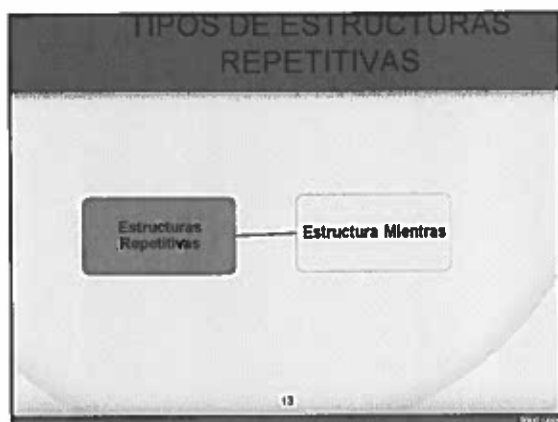 TIPOS DE ESTRUCTURAS
REPETITIVAS
Estructuras
Repetitivas
Estructura Mientras
13